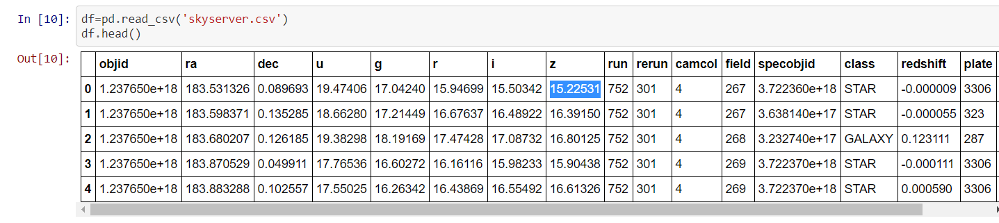 In [10]: df=pd.read_csv('skyserver.csv')
df.head()
Out[10]:
objid ra dec u g r i z run rerun camcol field specobjid class redshift plate
0 1.237650e+18 183.531326 0.089693 19.47406 17.04240 15.94699 15.50342 15.22531 752 301 4 267 3.722360e+18 STAR -0.000009 3306
1 1.237650e+18 183.598371 0.135285 18.66280 17.21449 16.67637 16.48922 16.39150 752 301 4 267 3.638140e+17 STAR -0.000055 323
2 1.237650e+18 183.680207 0.126185 19.38298 18.19169 17.47428 17.08732 16.80125 752 301 4 268 3.232740e+17 GALAXY 0.123111 287
3 1.237650e+18 183.870529 0.049911 17.76536 16.60272 16.16116 15.98233 15.90438 752 301 4 269 3.722370e+18 STAR -0.000111 3306
4 1.237650e+18 183.883288 0.102557 17.55025 16.26342 16.43869 16.55492 16.61326 752 301 4 269 3.722370e+18 STAR 0.000590 3306